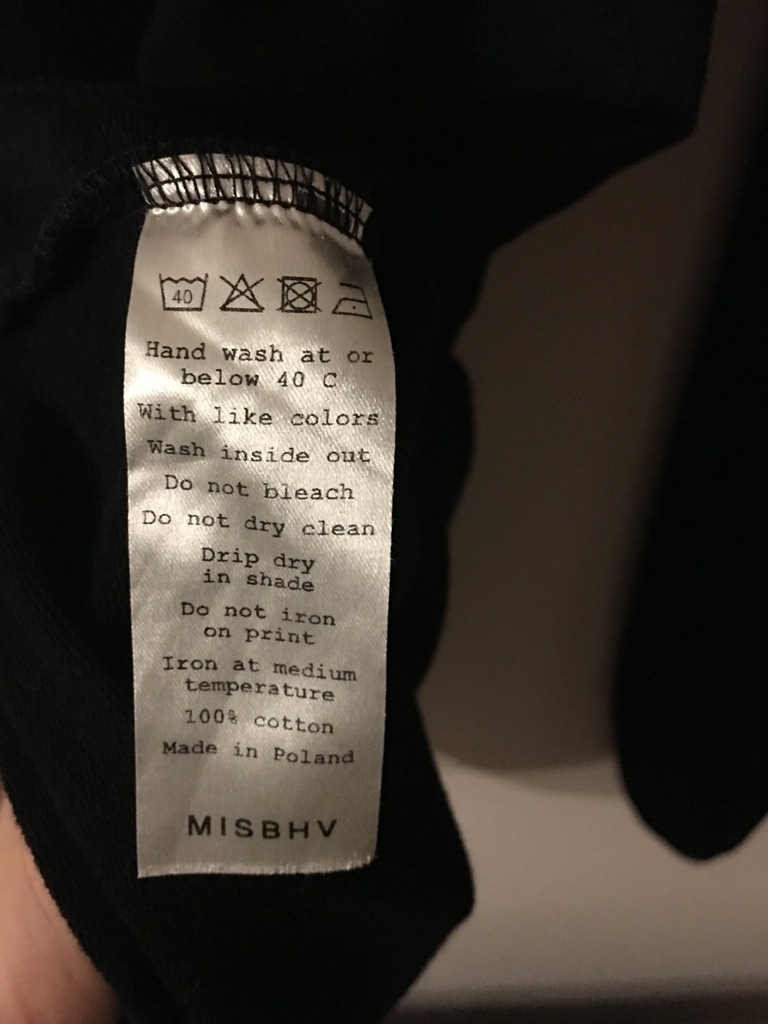 40
Hand wash at or
below 40 C
With like colors
Wash inside out
Do not bleach
Do not dry clean
Drip dry
in shade
Do not iron
on print
Iron at medium
temperature
100% cotton
Made in Poland
MISBHV